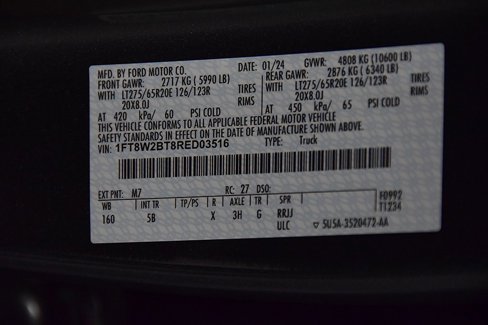 MFD. BY FORD MOTOR CO. DATE: 01/24 GVWR: 4808 KG (10600 LB)
FRONT GAWR: 2717 KG ( 5990 LB) REAR GAWR: 2876 KG ( 6340 LB)
WITH LT275/65R20E 126/123R TIRES WITH LT275/65R20E 126/123R TIRES
20X8.0J RIMS 20X8.0J RIMS
AT 420 kPa/ 60 PSI COLD AT 450 kPa/ 65 PSI COLD
THIS VEHICLE CONFORMS TO ALL APPLICABLE FEDERAL MOTOR VEHICLE
SAFETY STANDARDS IN EFFECT ON THE DATE OF MANUFACTURE SHOWN ABOVE.
VIN: 1FT8W2BT8RED03516 TYPE: Truck
EXT PNT: M7 RC: 27 DSO:
WB INT TR TP/PS R AXLE TR SPR F0992
160 5B X 3H G RRJJ T1234
ULC ▽ 5U5A-3520472-AA